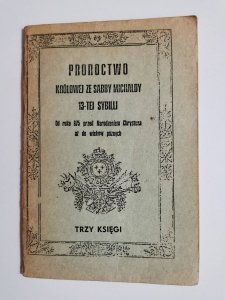 PROROCTWO
KRÓLOWEJ ZE SABBY MICHALDY
13-TEJ SYBILLI
Od roku 875 przed Narodzeniem Chrystusa
aż do wieków późnych
TRZY KSIĘGI